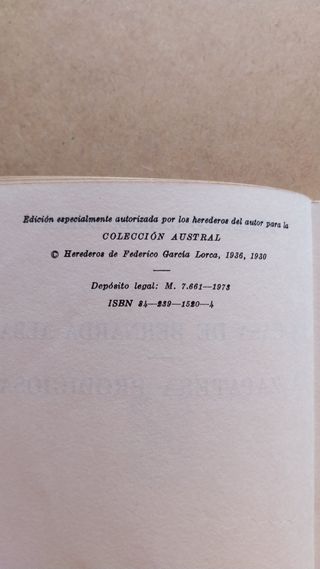 Edición especialmente autorizada por los herederos del autor para la
COLECCIÓN AUSTRAL
© Herederos de Federico García Lorca, 1936, 1930
Depósito legal: M. 7.661—1973
ISBN 84—239—1520—4